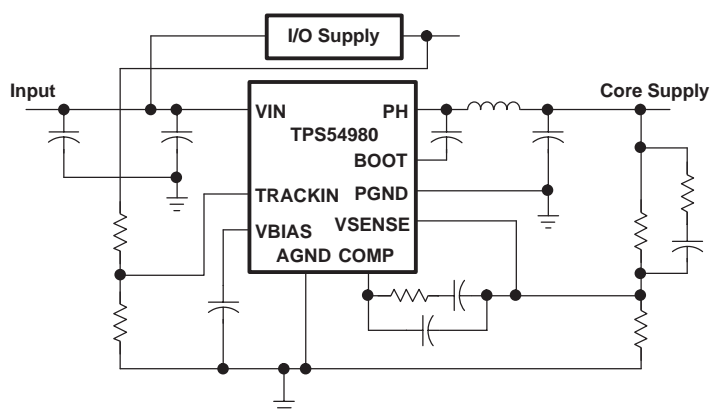 I/O Supply
Input
Core Supply
VIN
PH
TPS54980
BOOT
TRACKIN
PGND
VSENSE
VBIAS
AGND COMP